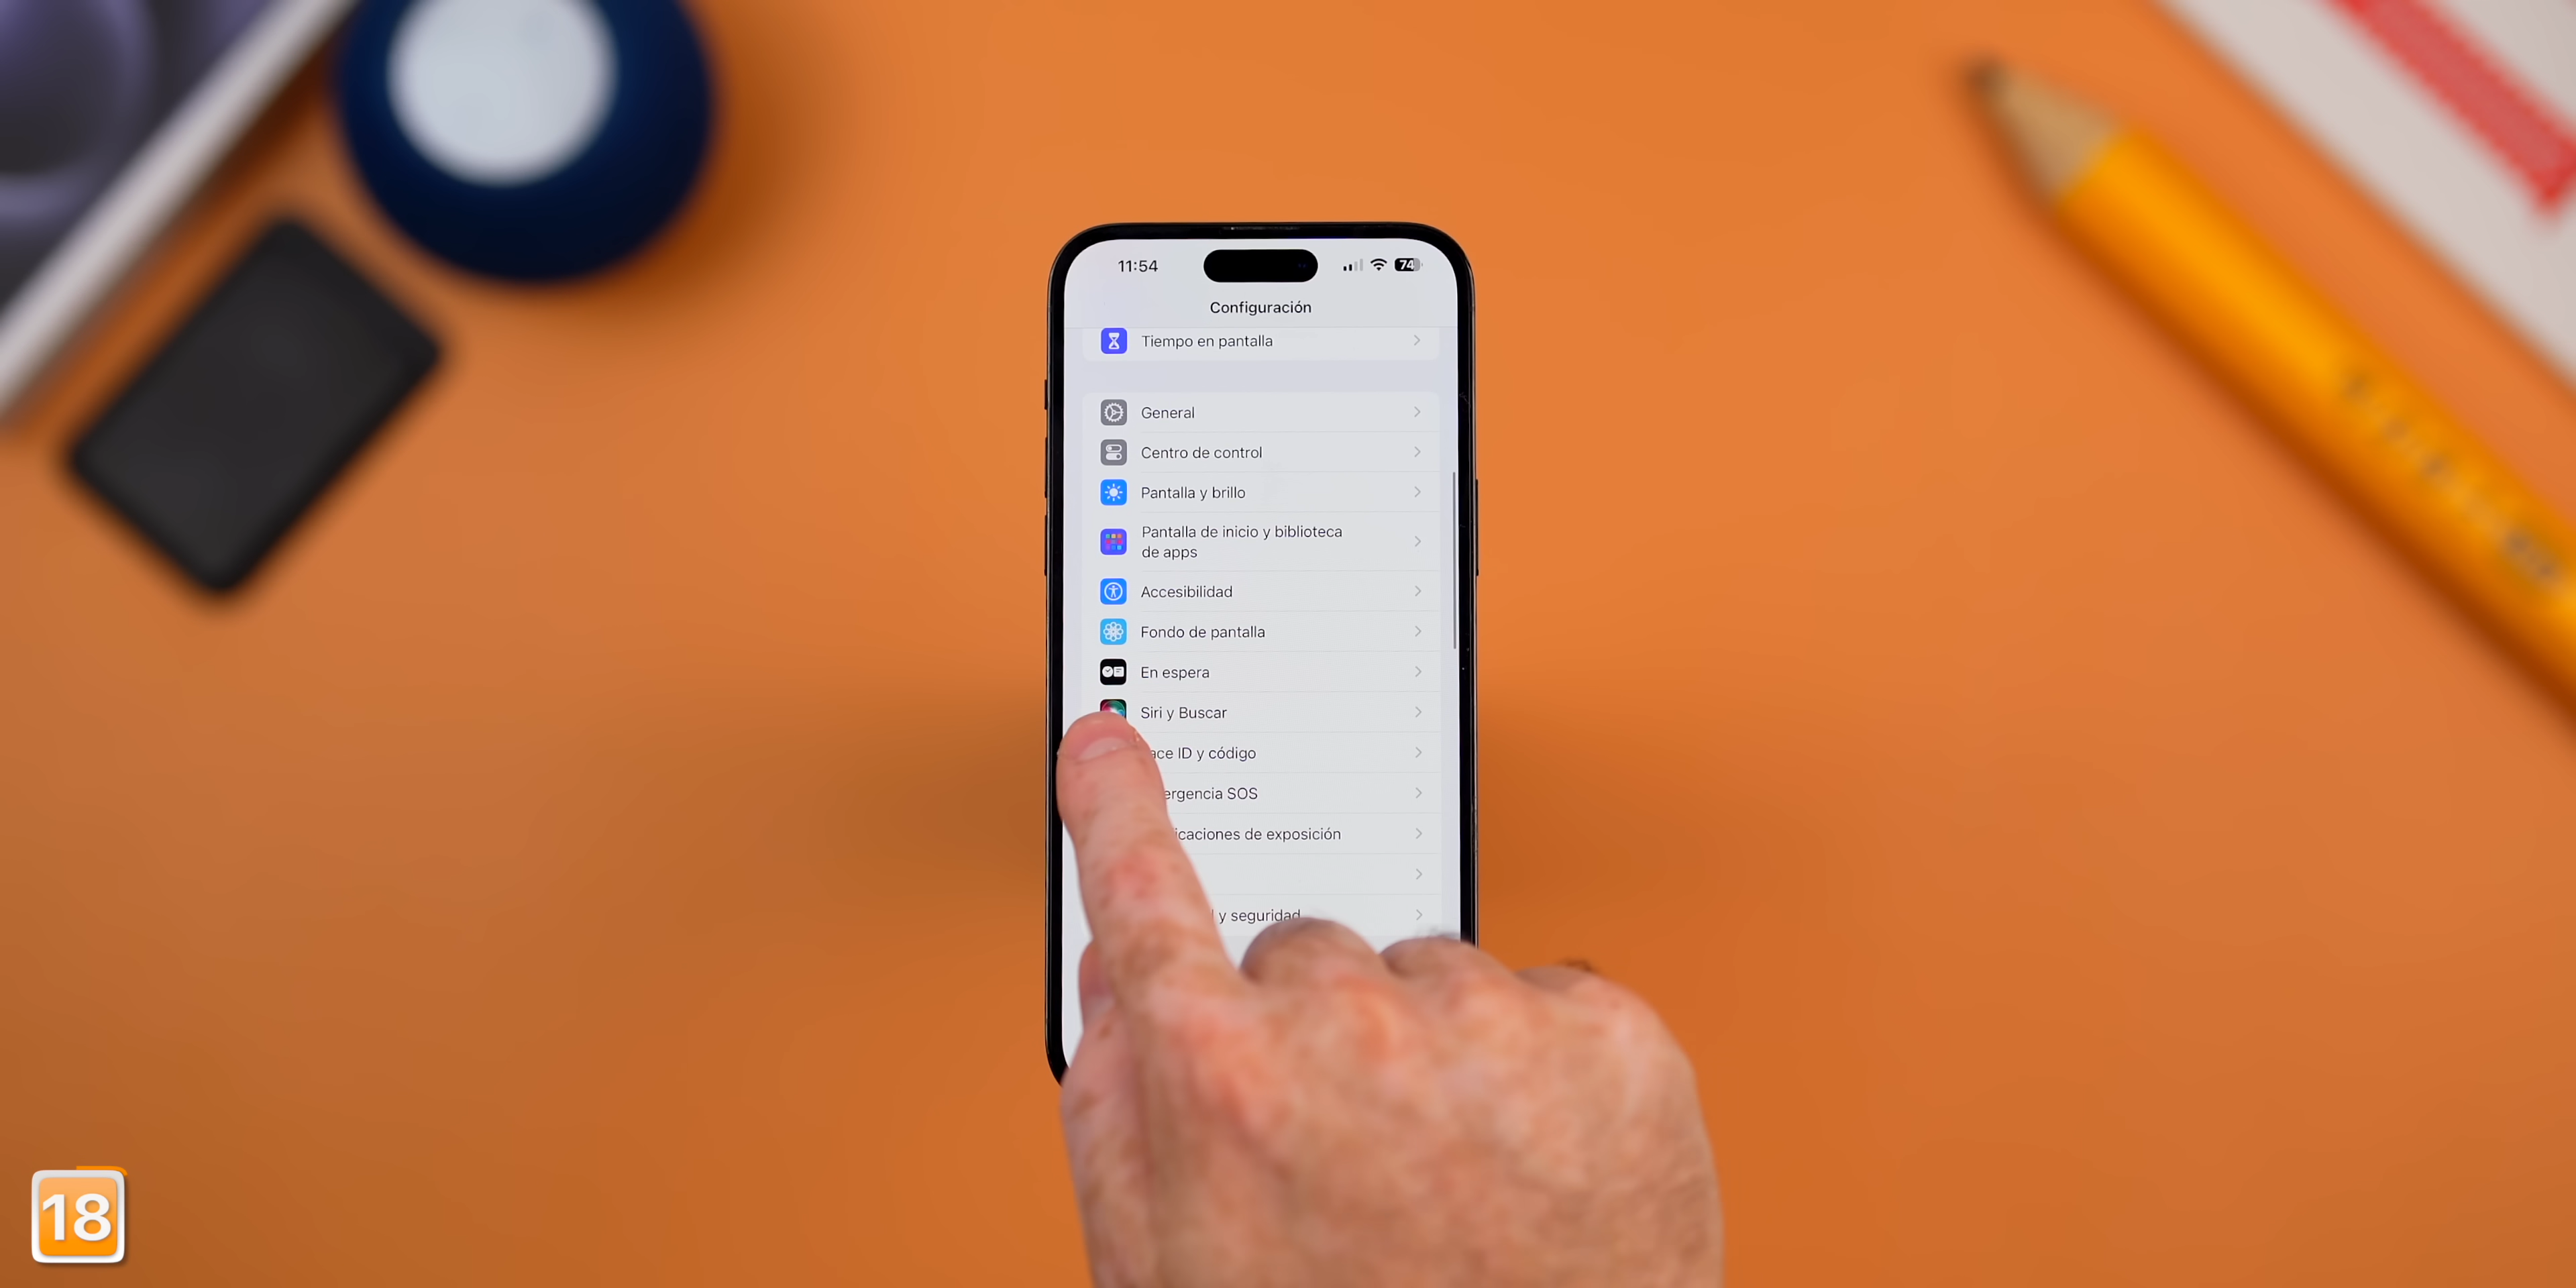 11:54
74
Configuración
Tiempo en pantalla
General
Centro de control
Pantalla y brillo
Pantalla de inicio y biblioteca
de apps
Accesibilidad
Fondo de pantalla
En espera
Siri y Buscar
ace ID y código
ergencia SOS
icaciones de exposición
y seguridad
18